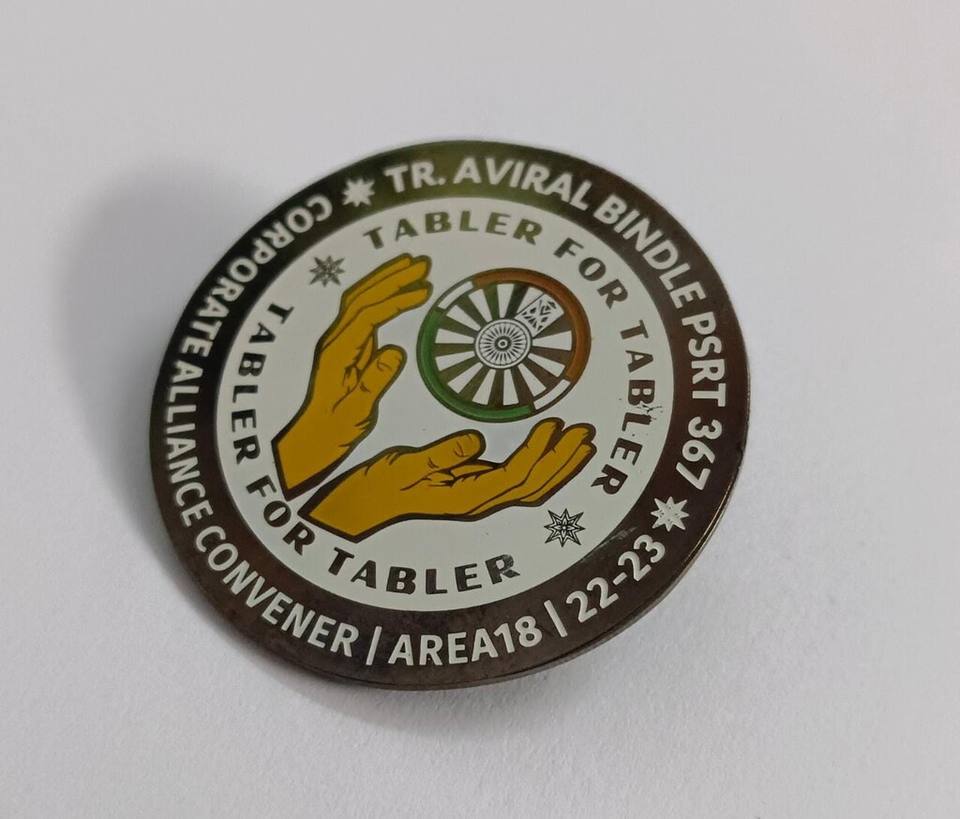 TR. AVIRAL BINDLE PSRT 367
CORPORATE ALLIANCE CONVENER | AREA18 | 22-23
TABLER FOR TABLER
TABLER FOR TABLER